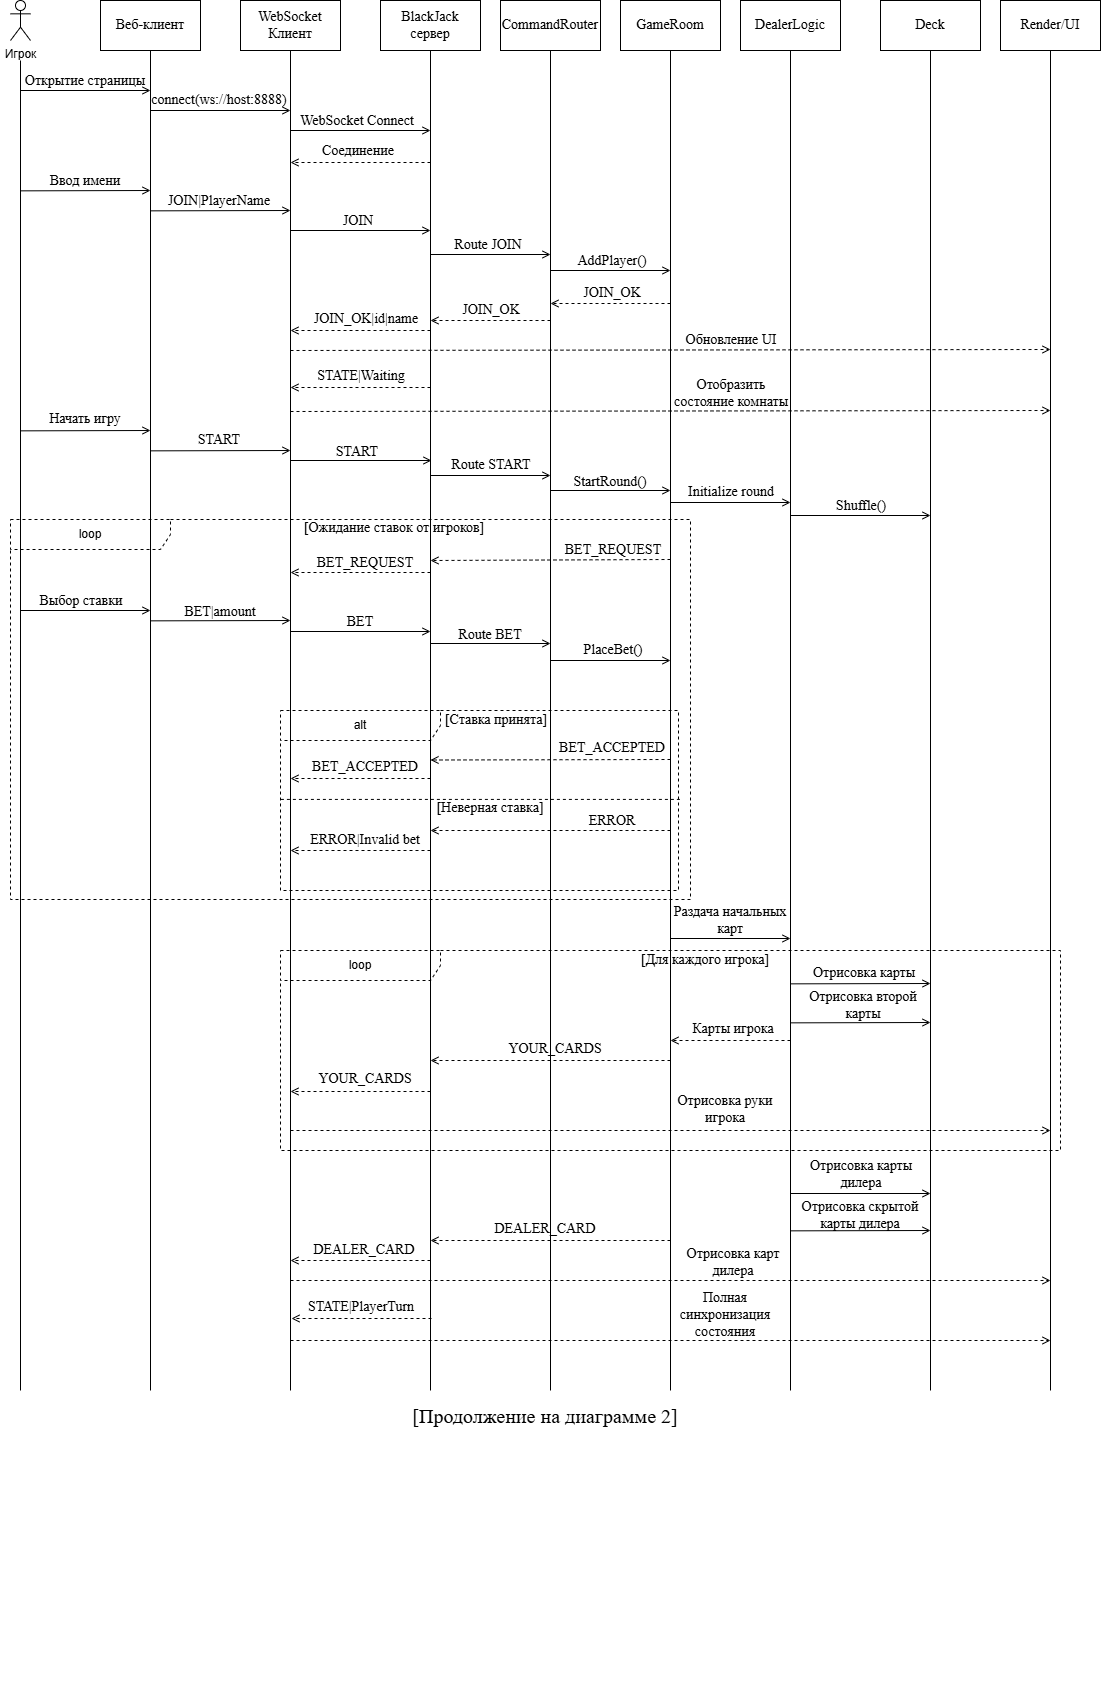 Игрок
Веб-клиент
WebSocket
Клиент
BlackJack
сервер
CommandRouter
GameRoom
DealerLogic
Deck
Render/UI
Открытие страницы
connect(ws://host:8888)
WebSocket Connect
Соединение
Ввод имени
JOIN|PlayerName
JOIN
Route JOIN
AddPlayer()
JOIN_OK
JOIN_OK
JOIN_OK|id|name
Обновление UI
STATE|Waiting
Отобразить
состояние комнаты
Начать игру
START
START
Route START
StartRound()
Initialize round
Shuffle()
loop
[Ожидание ставок от игроков]
BET_REQUEST
BET_REQUEST
Выбор ставки
BET|amount
BET
Route BET
PlaceBet()
alt
[Ставка принята]
BET_ACCEPTED
BET_ACCEPTED
[Неверная ставка]
ERROR
ERROR|Invalid bet
Раздача начальных
карт
loop
[Для каждого игрока]
Отрисовка карты
Отрисовка второй
карты
Карты игрока
YOUR_CARDS
YOUR_CARDS
Отрисовка руки
игрока
Отрисовка карты
дилера
Отрисовка скрытой
карты дилера
DEALER_CARD
DEALER_CARD
Отрисовка карт
дилера
STATE|PlayerTurn
Полная
синхронизация
состояния
[Продолжение на диаграмме 2]